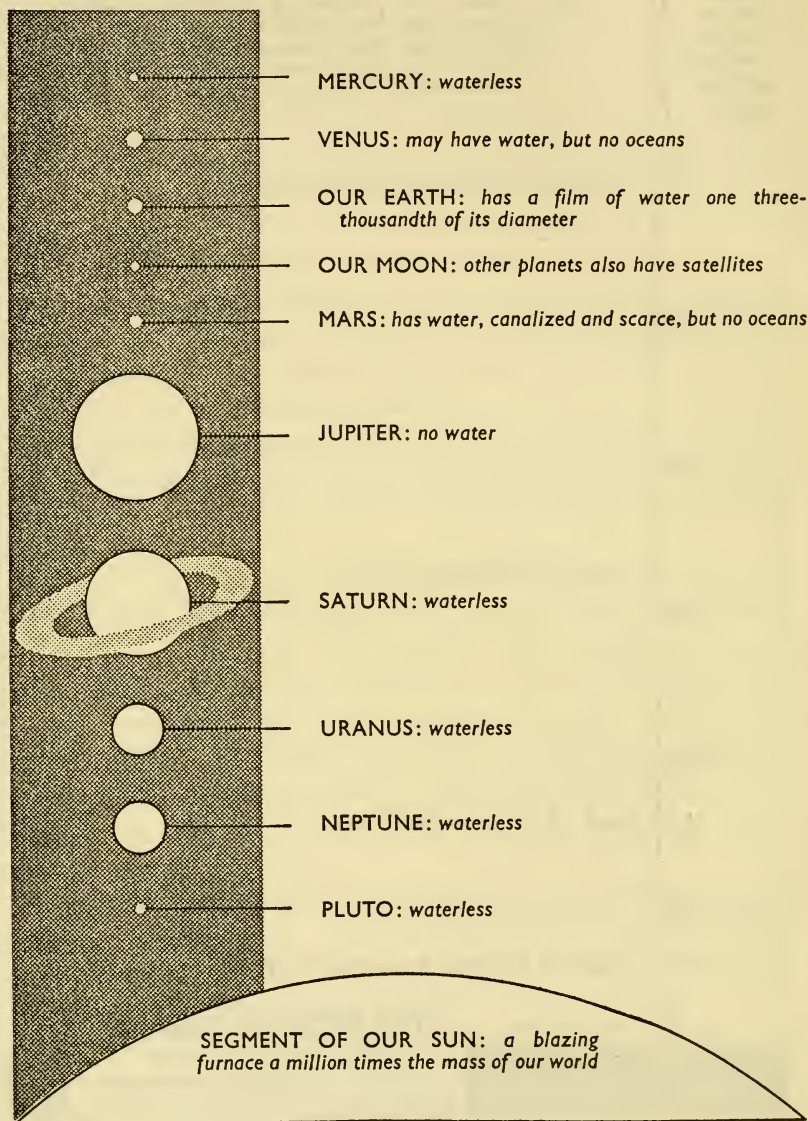 MERCURY: waterless
VENUS: may have water, but no oceans
OUR EARTH: has a film of water one three-
thousandth of its diameter
OUR MOON: other planets also have satellites
MARS: has water, canalized and scarce, but no oceans
JUPITER: no water
SATURN: waterless
URANUS: waterless
NEPTUNE: waterless
PLUTO: waterless
SEGMENT OF OUR SUN: a blazing
furnace a million times the mass of our world